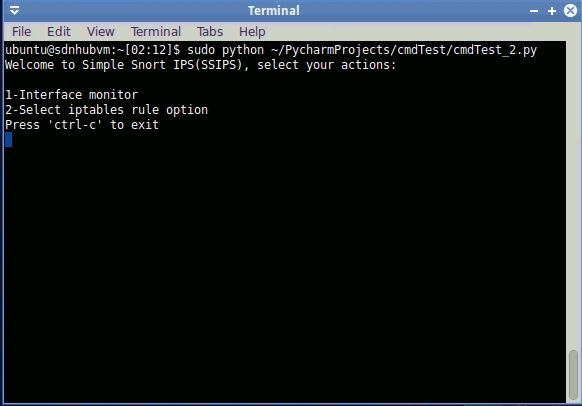 Terminal
File Edit View Terminal Tabs Help
ubuntu@sdnhubvm:~[02:12]$ sudo python ~/PycharmProjects/cmdTest/cmdTest_2.py
Welcome to Simple Snort IPS(SSIPS), select your actions:
1-Interface monitor
2-Select iptables rule option
Press 'ctrl-c' to exit